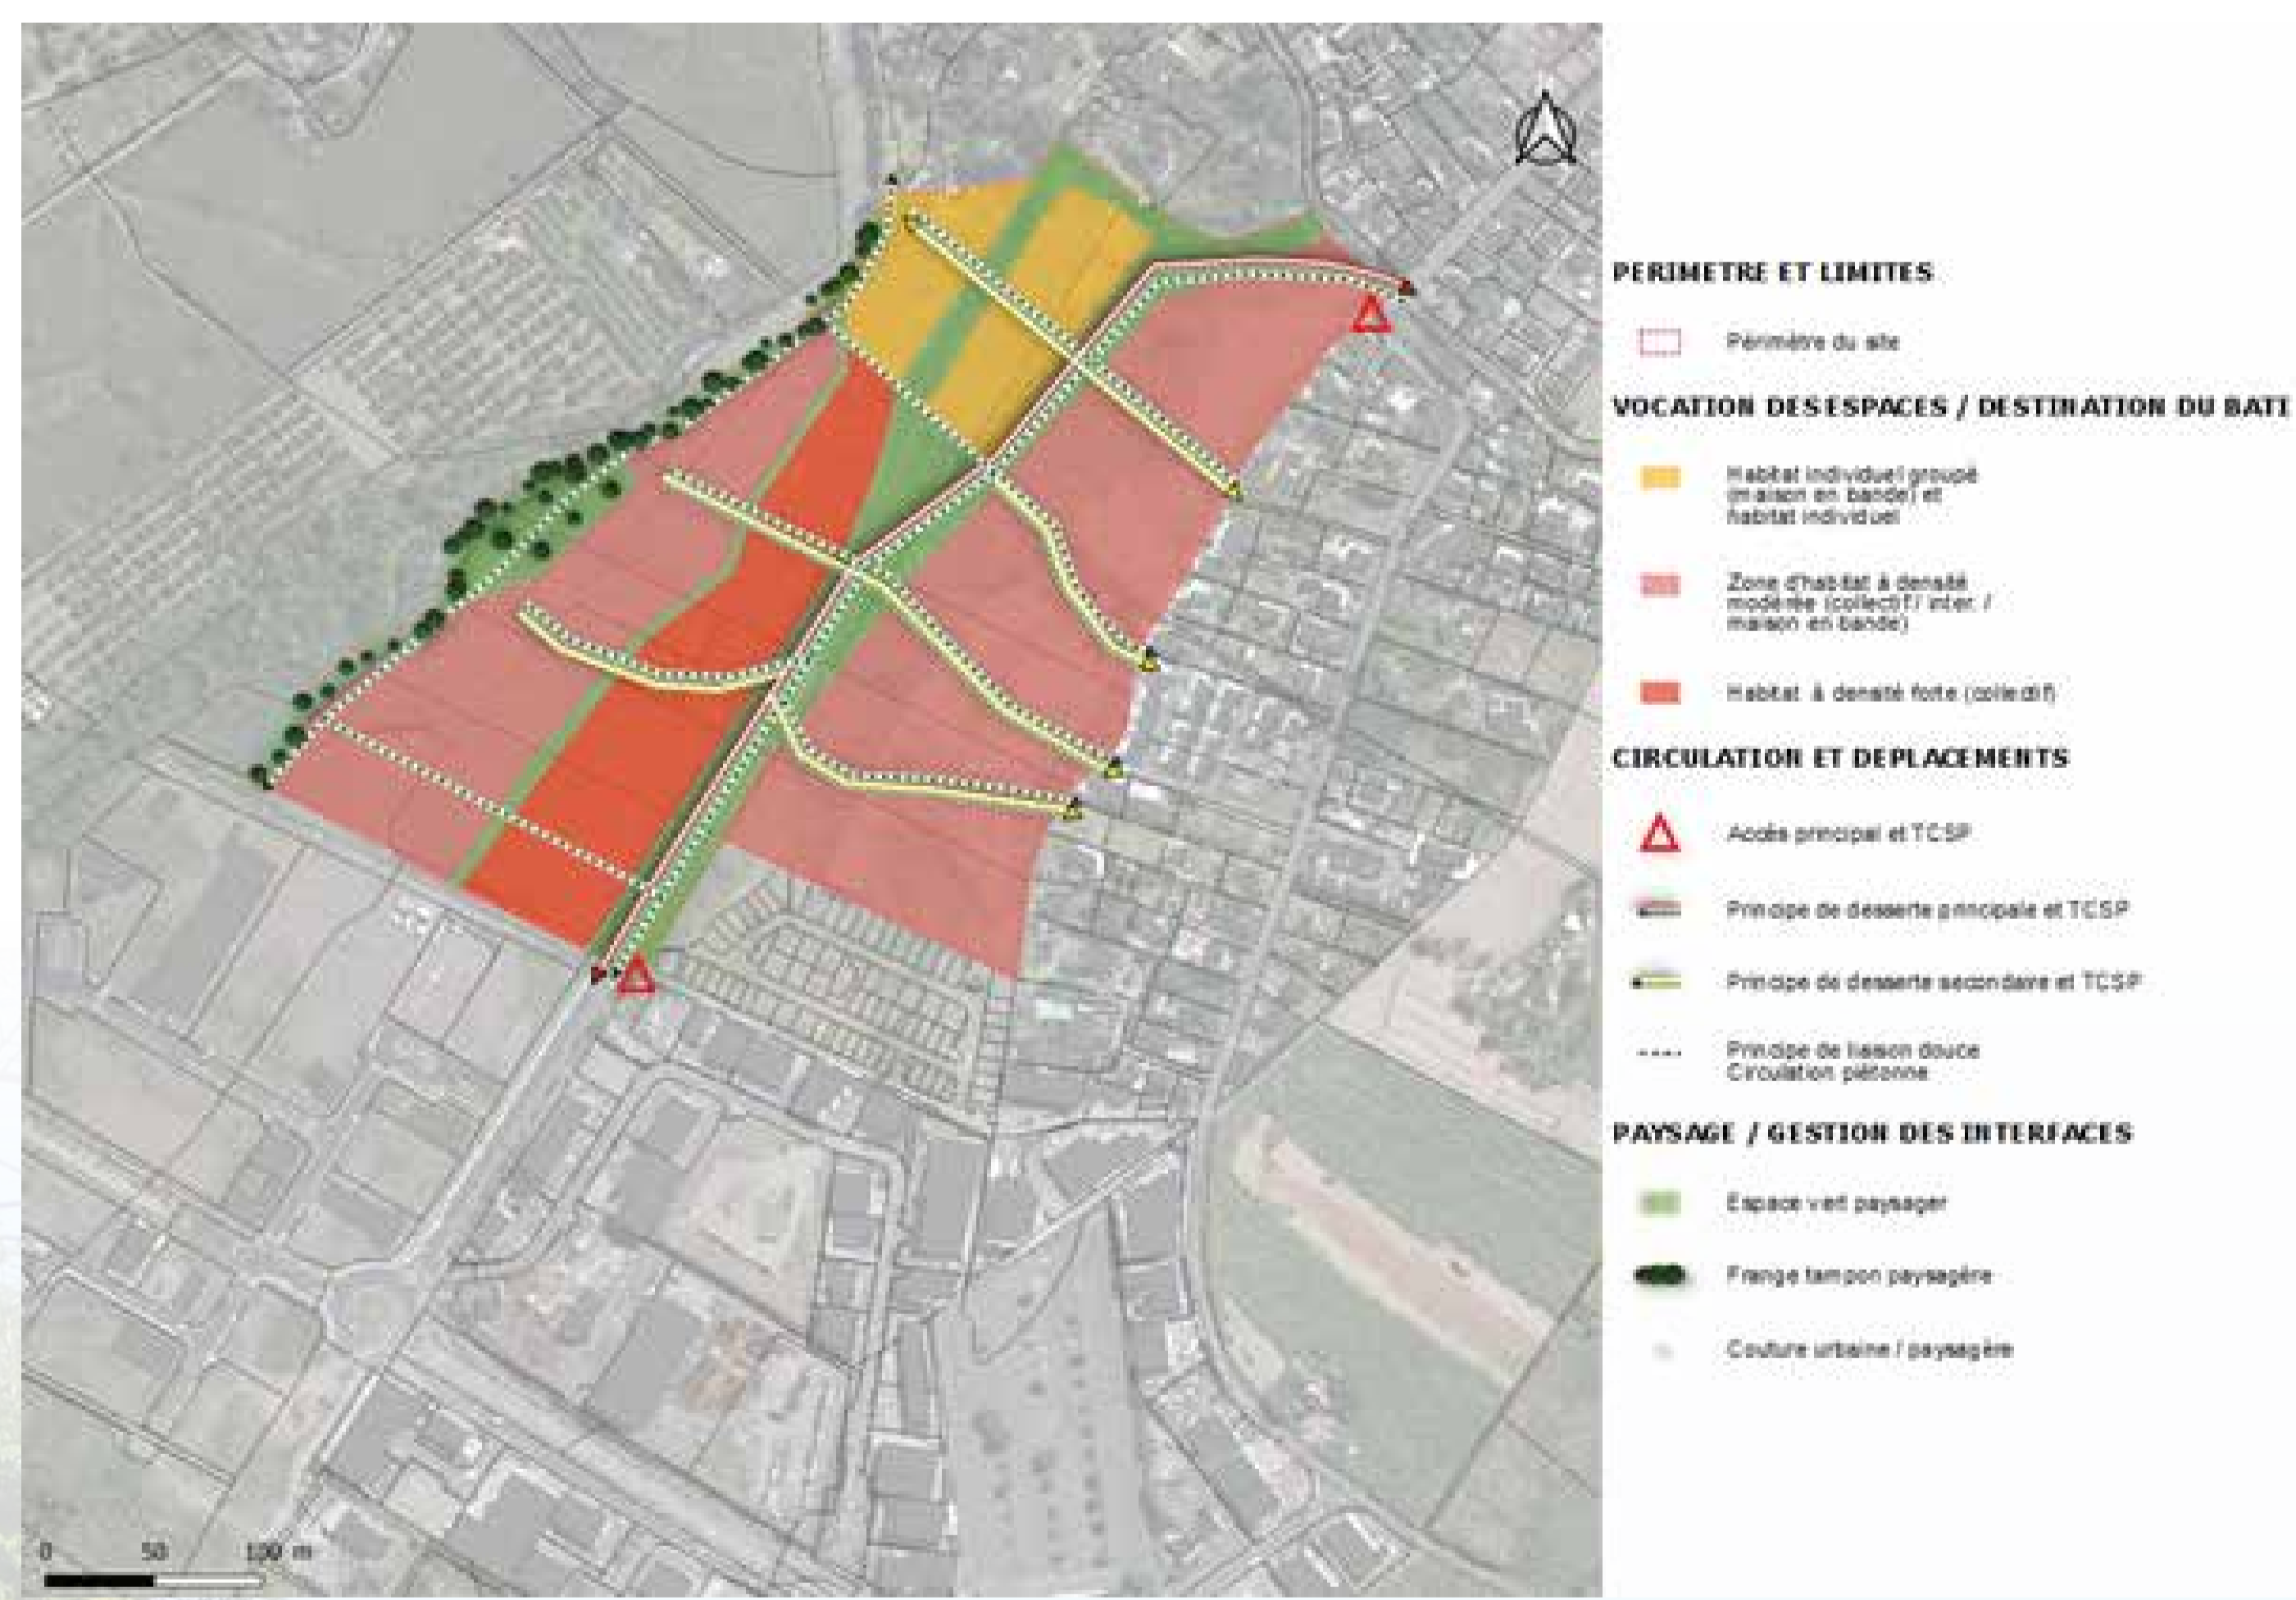 PERIMETRE ET LIMITES
Périmètre du site
VOCATION DES ESPACES / DESTINATION DU BATI
Habitat individuel groupé
(maison en bande) et
habitat individuel
Zone d'habitat à densité
modérée (collectif / inter. /
maison en bande)
Habitat à densité forte (collectif)
CIRCULATION ET DEPLACEMENTS
Accès principal et TCSP
Principe de desserte principale et TCSP
Principe de desserte secondaire et TCSP
Principe de liaison douce
Circulation piétonne
PAYSAGE / GESTION DES INTERFACES
Espace vert paysager
Frange tampon paysagère
Couture urbaine / paysagère
0 50 100 m